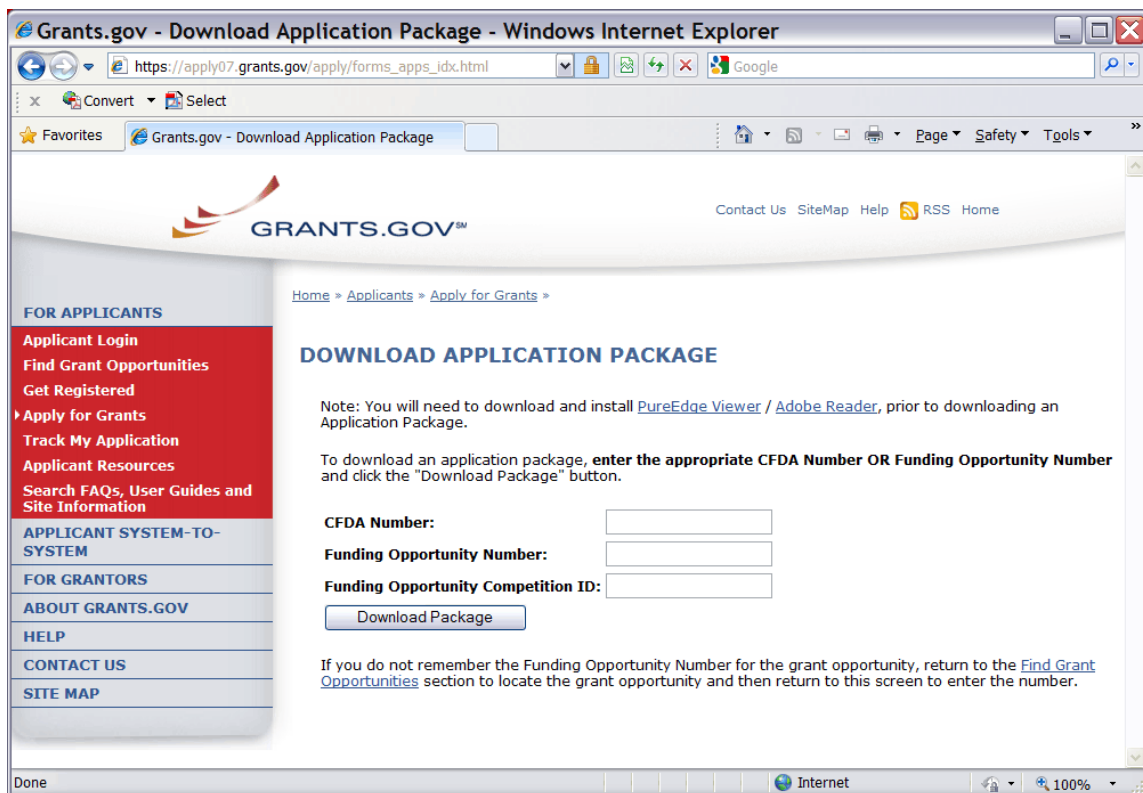 Grants.gov - Download Application Package - Windows Internet Explorer
https://apply07.grants.gov/apply/forms_apps_idx.html
Google
x Convert Select
Favorites
Grants.gov - Download Application Package
Page Safety Tools »
GRANTS.GOV℠
Contact Us SiteMap Help RSS Home
FOR APPLICANTS
Applicant Login
Find Grant Opportunities
Get Registered
Apply for Grants
Track My Application
Applicant Resources
Search FAQs, User Guides and
Site Information
APPLICANT SYSTEM-TO-
SYSTEM
FOR GRANTORS
ABOUT GRANTS.GOV
HELP
CONTACT US
SITE MAP
Home » Applicants » Apply for Grants »
DOWNLOAD APPLICATION PACKAGE
Note: You will need to download and install PureEdge Viewer / Adobe Reader, prior to downloading an
Application Package.
To download an application package, enter the appropriate CFDA Number OR Funding Opportunity Number
and click the "Download Package" button.
CFDA Number:
Funding Opportunity Number:
Funding Opportunity Competition ID:
Download Package
If you do not remember the Funding Opportunity Number for the grant opportunity, return to the Find Grant
Opportunities section to locate the grant opportunity and then return to this screen to enter the number.
Done
Internet
100%